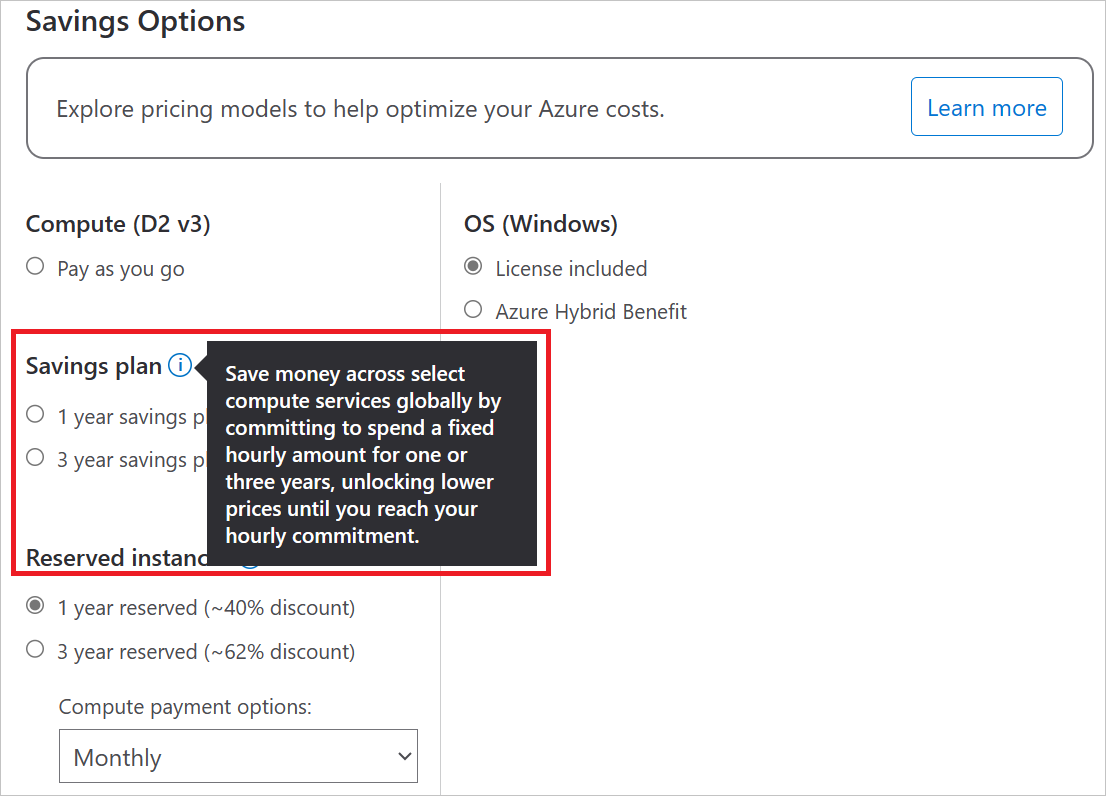 Savings Options
Explore pricing models to help optimize your Azure costs.
Learn more
Compute (D2 v3)
Pay as you go
OS (Windows)
License included
Azure Hybrid Benefit
Savings plan
Save money across select
compute services globally by
committing to spend a fixed
hourly amount for one or
three years, unlocking lower
prices until you reach your
hourly commitment.
1 year savings
3 year savings
Reserved instanc
1 year reserved (~40% discount)
3 year reserved (~62% discount)
Compute payment options:
Monthly